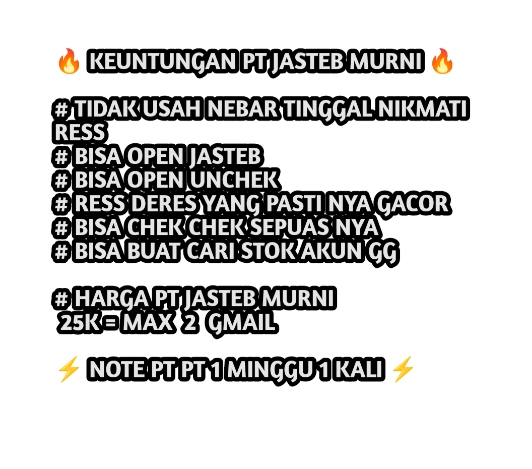 🔥 KEUNTUNGAN PT JASTEB MURNI 🔥
# TIDAK USAH NEBAR TINGGAL NIKMATI
RESS
# BISA OPEN JASTEB
# BISA OPEN UNCHEK
# RESS DERES YANG PASTI NYA GACOR
# BISA CHEK CHEK SEPUAS NYA
# BISA BUAT CARI STOK AKUN GG
# HARGA PT JASTEB MURNI
25K = MAX 2 GMAIL
⚡ NOTE PT PT 1 MINGGU 1 KALI ⚡